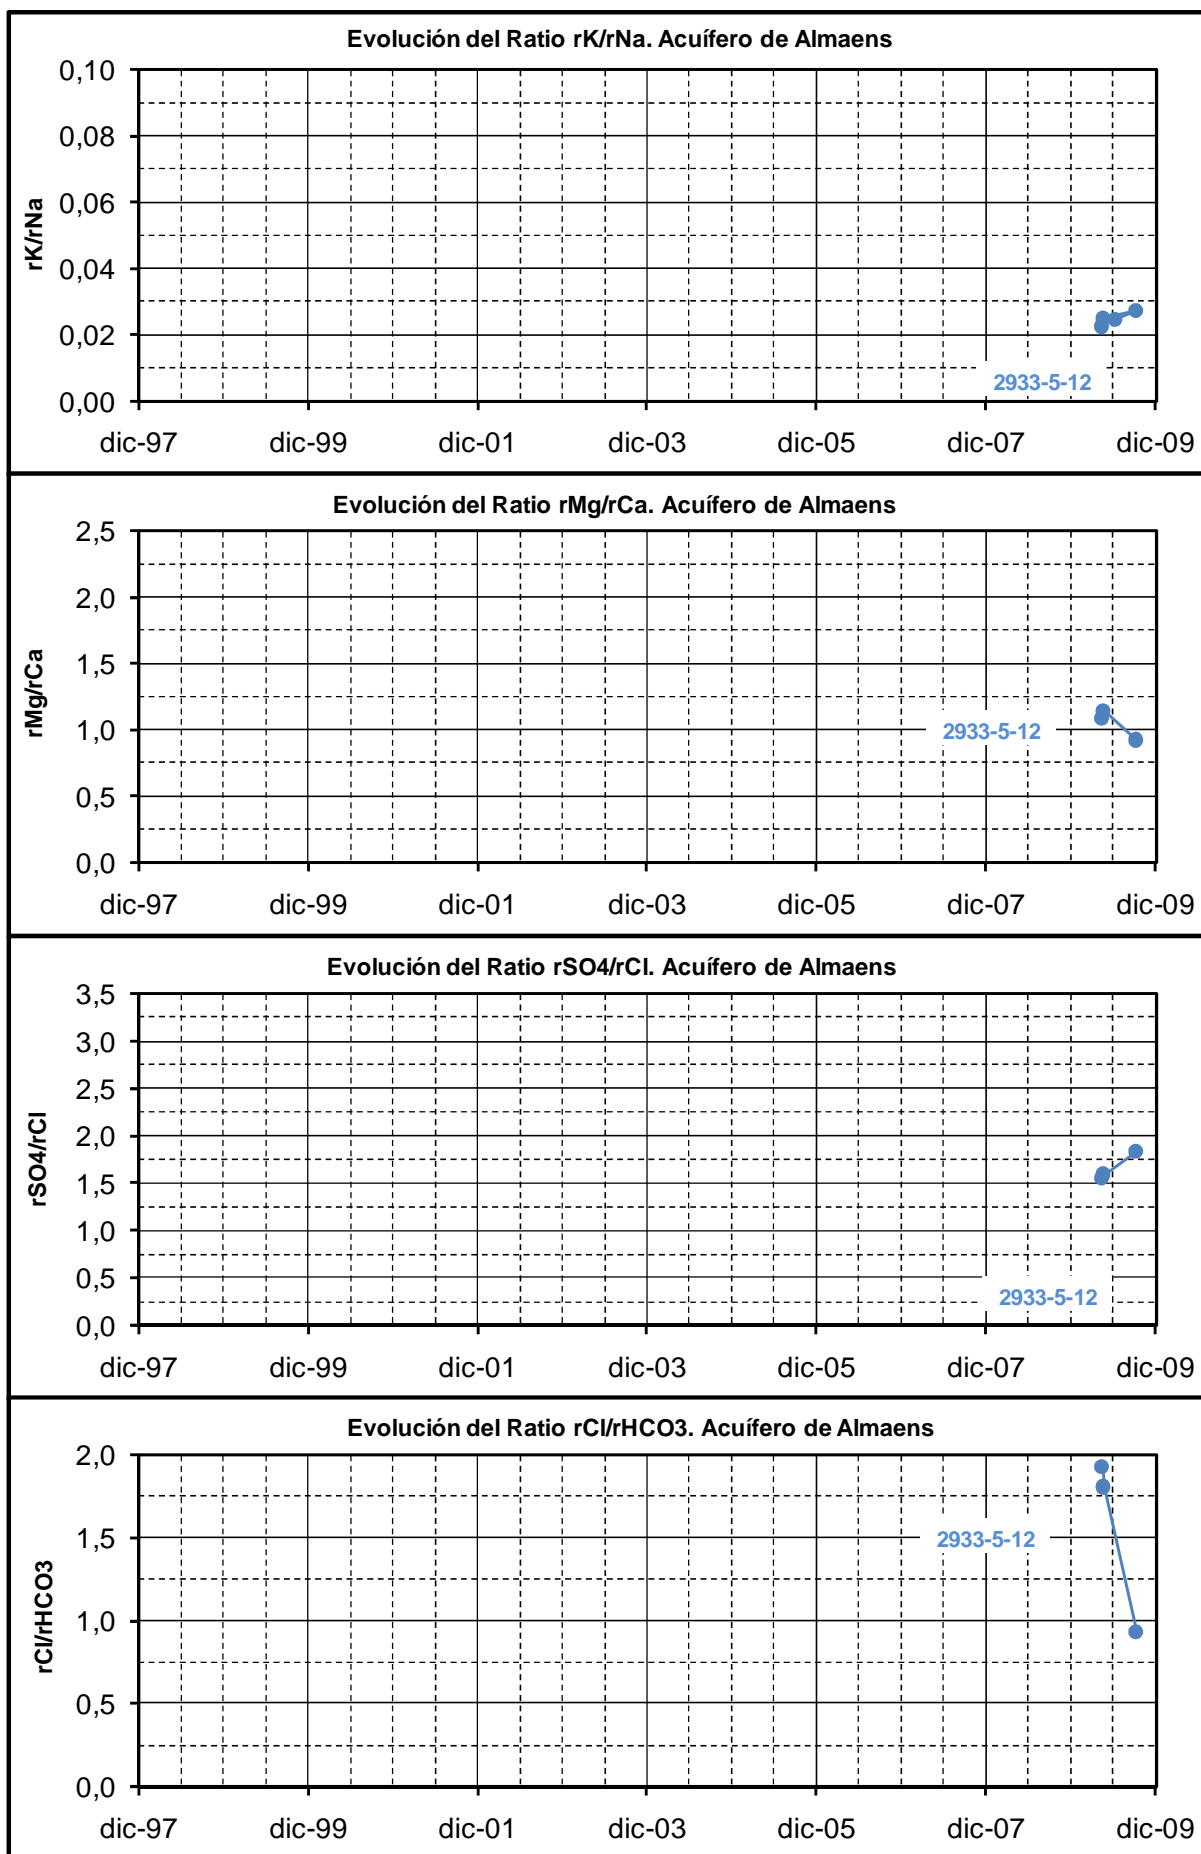 Evolución del Ratio rK/rNa. Acuífero de Almaens
0,10
0,08
0,06
0,04
0,02
0,00
rK/rNa
2933-5-12
dic-97 dic-99 dic-01 dic-03 dic-05 dic-07 dic-09
Evolución del Ratio rMg/rCa. Acuífero de Almaens
2,5
2,0
1,5
1,0
0,5
0,0
rMg/rCa
2933-5-12
dic-97 dic-99 dic-01 dic-03 dic-05 dic-07 dic-09
Evolución del Ratio rSO4/rCl. Acuífero de Almaens
3,5
3,0
2,5
2,0
1,5
1,0
0,5
0,0
rSO4/rCl
2933-5-12
dic-97 dic-99 dic-01 dic-03 dic-05 dic-07 dic-09
Evolución del Ratio rCl/rHCO3. Acuífero de Almaens
2,0
1,5
1,0
0,5
0,0
rCl/rHCO3
2933-5-12
dic-97 dic-99 dic-01 dic-03 dic-05 dic-07 dic-09